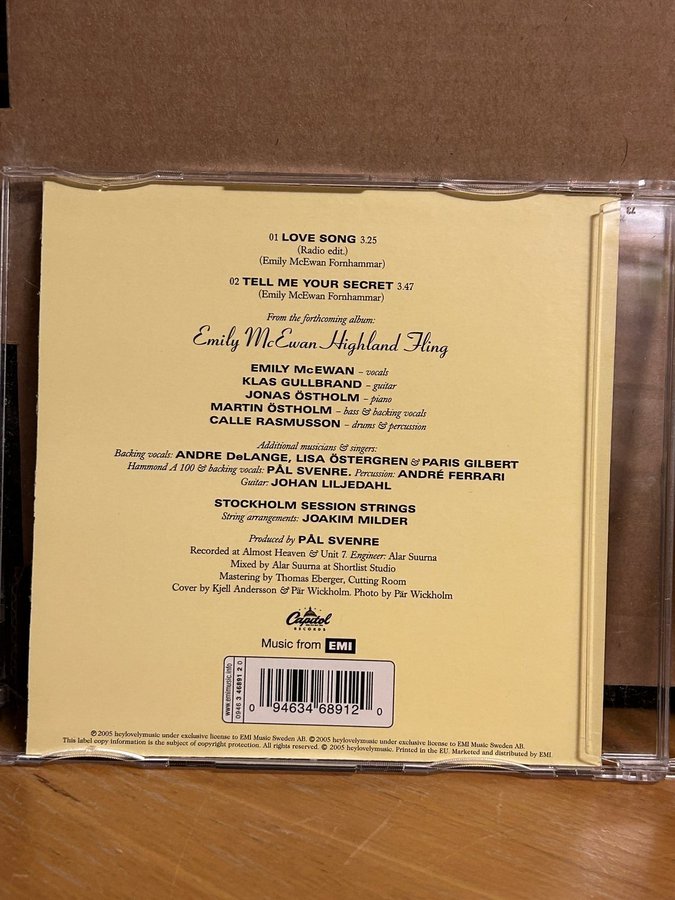 01 LOVE SONG 3.25
(Radio edit.)
(Emily McEwan Fornhammar)
02 TELL ME YOUR SECRET 3.47
(Emily McEwan Fornhammar)
From the forthcoming album:
Emily McEwan Highland Fling
EMILY McEWAN – vocals
KLAS GULLBRAND – guitar
JONAS ÖSTHOLM – piano
MARTIN ÖSTHOLM – bass & backing vocals
CALLE RASMUSSON – drums & percussion
Additional musicians & singers:
Backing vocals: ANDRE DeLANGE, LISA ÖSTERGREN & PARIS GILBERT
Hammond A 100 & backing vocals: PÅL SVENRE. Percussion: ANDRÉ FERRARI
Guitar: JOHAN LILJEDAHL
STOCKHOLM SESSION STRINGS
String arrangements: JOAKIM MILDER
Produced by PÅL SVENRE
Recorded at Almost Heaven & Unit 7. Engineer: Alar Suurna
Mixed by Alar Suurna at Shortlist Studio
Mastering by Thomas Eberger, Cutting Room
Cover by Kjell Andersson & Pär Wickholm. Photo by Pär Wickholm
Capitol
RECORDS
Music from EMI
www.emimusic.info
0946 3 46891 2 0
0 94634 68912 0
℗ 2005 heylovelymusic under exclusive license to EMI Music Sweden AB. © 2005 heylovelymusic under exclusive license to EMI Music Sweden AB.
This label copy information is the subject of copyright protection. All rights reserved. © 2005 heylovelymusic. Printed in the EU. Marketed and distributed by EMI.